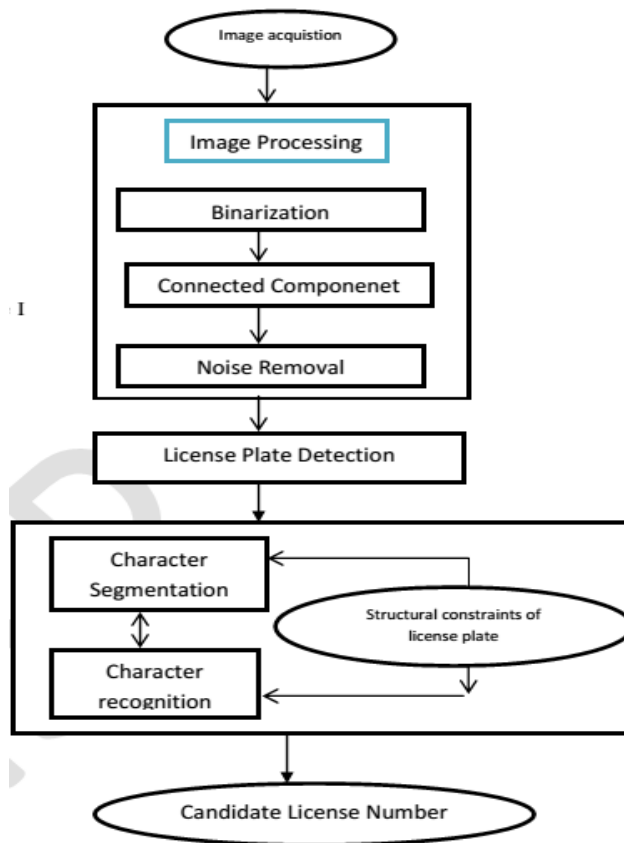 Image acquistion
Image Processing
Binarization
Connected Componenet
: I
Noise Removal
License Plate Detection
Character
Segmentation
Structural constraints of
license plate
Character
recognition
Candidate License Number